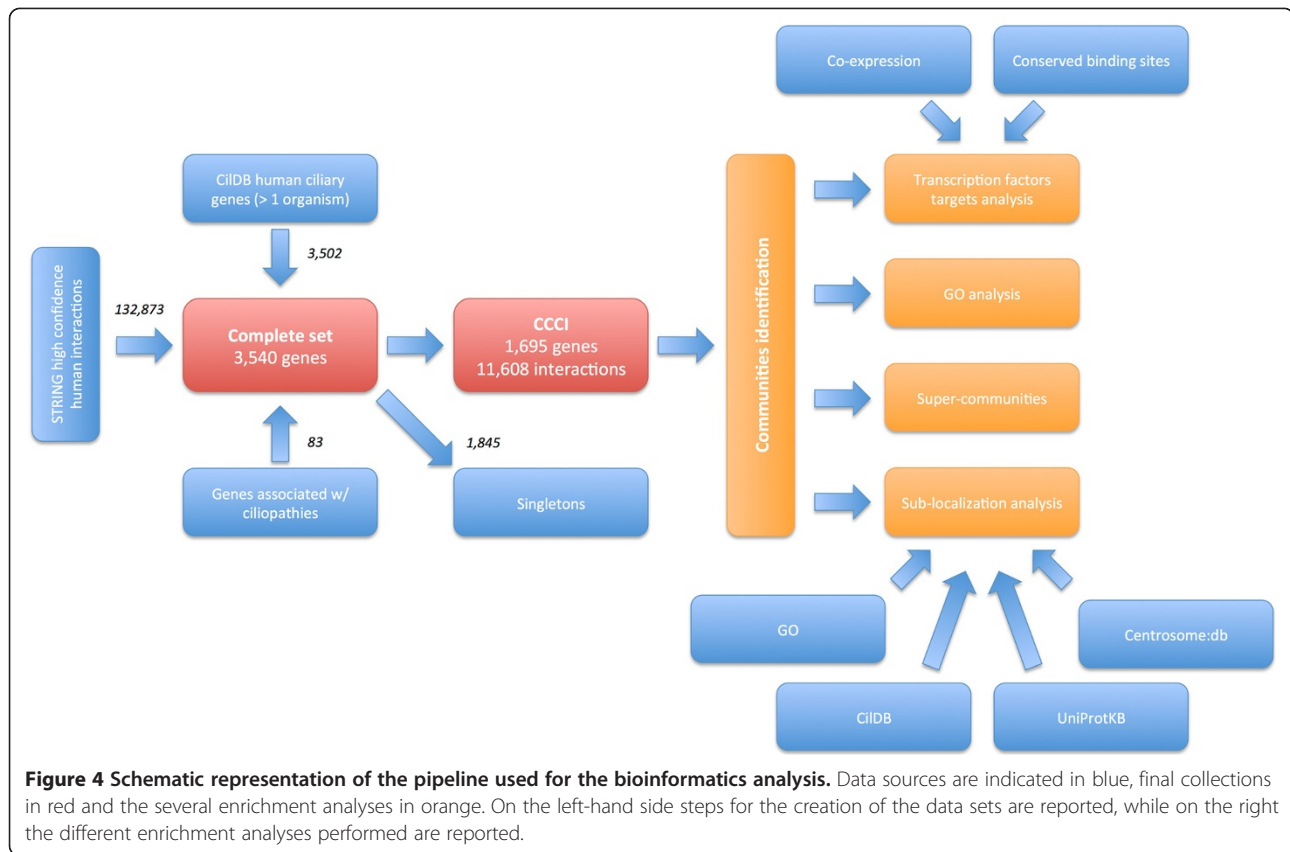 Co-expression
Conserved binding sites
CilDB human ciliary
genes (> 1 organism)
Transcription factors
targets analysis
3,502
STRING high confidence
human interactions
132,873
Complete set
3,540 genes
CCCI
1,695 genes
11,608 interactions
Communities identification
GO analysis
Super-communities
83
1,845
Genes associated w/
ciliopathies
Singletons
Sub-localization analysis
GO
Centrosome:db
CilDB
UniProtKB
Figure 4 Schematic representation of the pipeline used for the bioinformatics analysis. Data sources are indicated in blue, final collections
in red and the several enrichment analyses in orange. On the left-hand side steps for the creation of the data sets are reported, while on the right
the different enrichment analyses performed are reported.